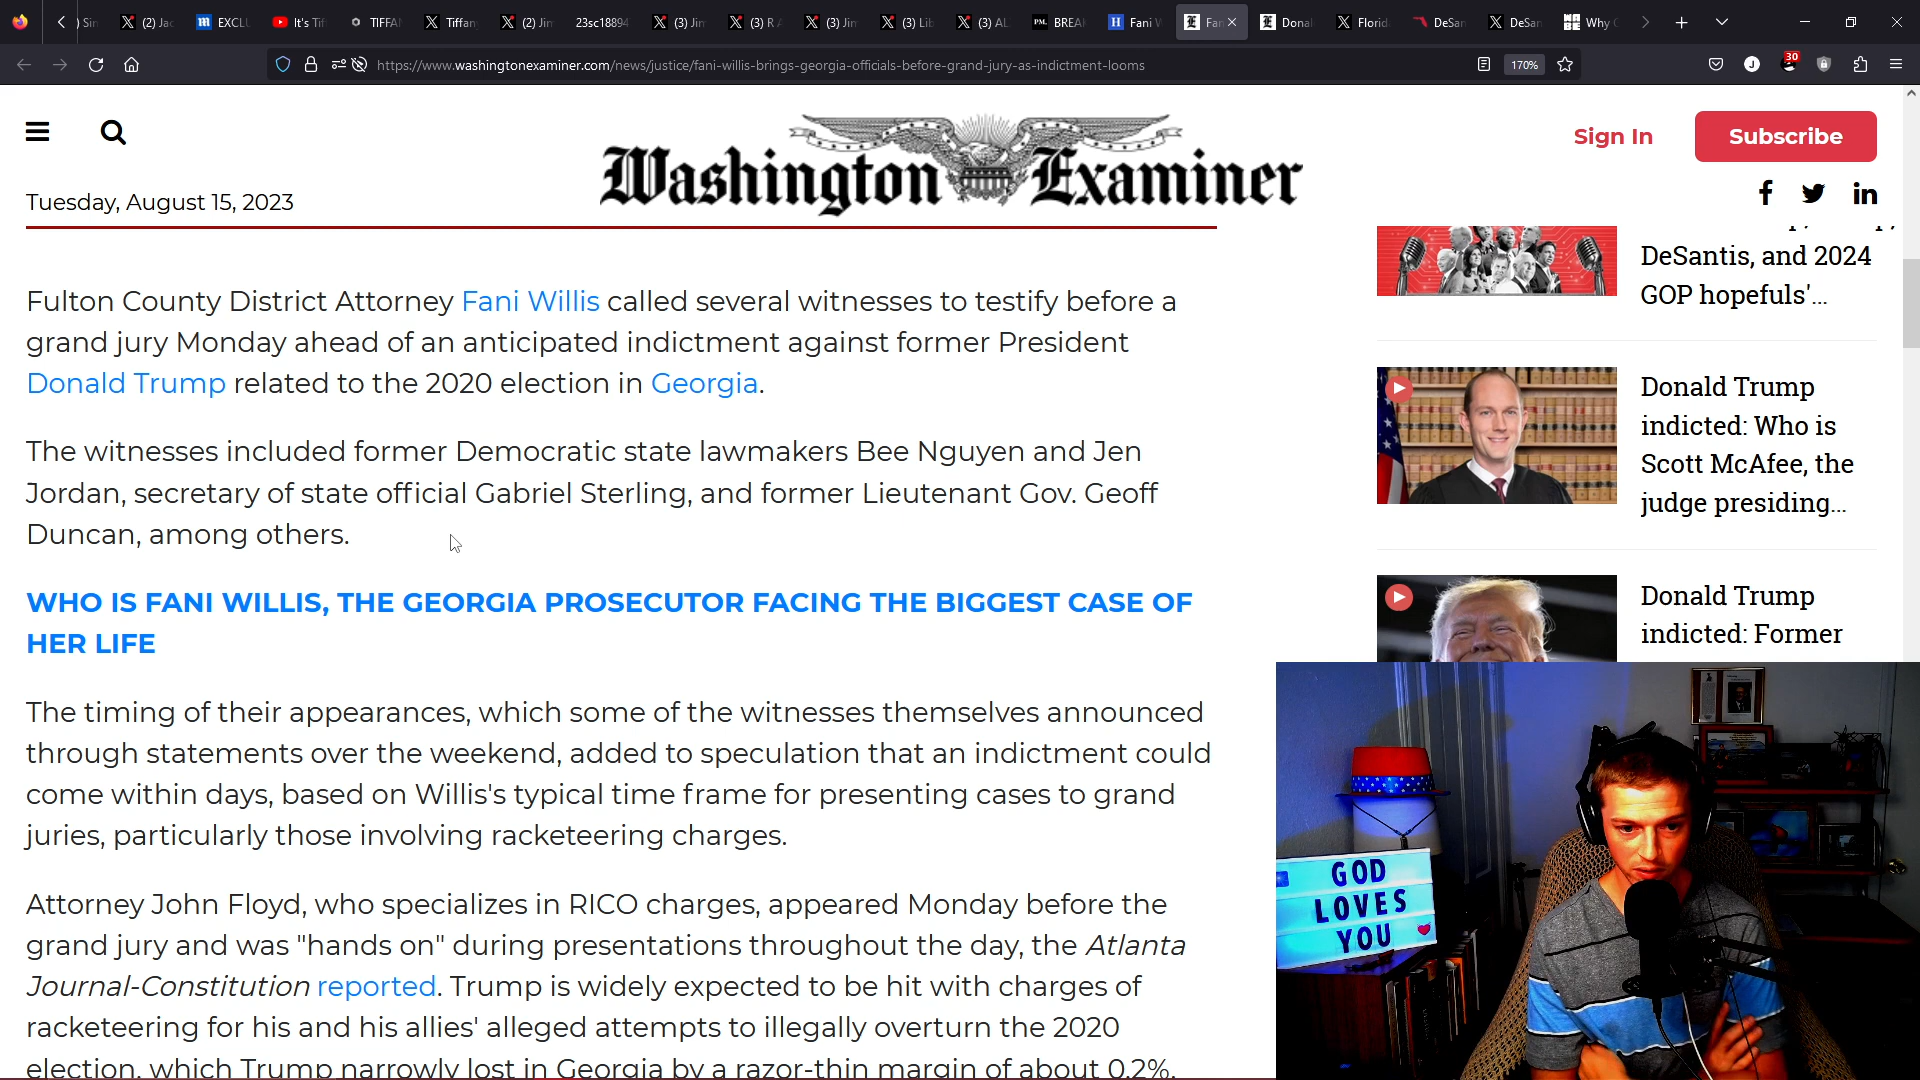 ) Sin
(2) Jac
EXCLU
It's Tif
TIFFAN
Tiffan
(2) Jim
23sc18894
(3) Jim
(3) R A
(3) Jim
(3) Lib
(3) AL
PM. BREAK
H Fani W
E Fan
E Donal
Florid
DeSan
DeSan
Why C
https://www.washingtonexaminer.com/news/justice/fani-willis-brings-georgia-officials-before-grand-jury-as-indictment-looms
170%
J
30
Washington Examiner
Sign In
Subscribe
Tuesday, August 15, 2023
Fulton County District Attorney Fani Willis called several witnesses to testify before a
grand jury Monday ahead of an anticipated indictment against former President
Donald Trump related to the 2020 election in Georgia.
The witnesses included former Democratic state lawmakers Bee Nguyen and Jen
Jordan, secretary of state official Gabriel Sterling, and former Lieutenant Gov. Geoff
Duncan, among others.
WHO IS FANI WILLIS, THE GEORGIA PROSECUTOR FACING THE BIGGEST CASE OF
HER LIFE
The timing of their appearances, which some of the witnesses themselves announced
through statements over the weekend, added to speculation that an indictment could
come within days, based on Willis's typical time frame for presenting cases to grand
juries, particularly those involving racketeering charges.
Attorney John Floyd, who specializes in RICO charges, appeared Monday before the
grand jury and was "hands on" during presentations throughout the day, the Atlanta
Journal-Constitution reported. Trump is widely expected to be hit with charges of
racketeering for his and his allies' alleged attempts to illegally overturn the 2020
election, which Trump narrowly lost in Georgia by a razor-thin margin of about 0.2%.
DeSantis, and 2024
GOP hopefuls'...
Donald Trump
indicted: Who is
Scott McAfee, the
judge presiding...
Donald Trump
indicted: Former
GOD
LOVES
YOU